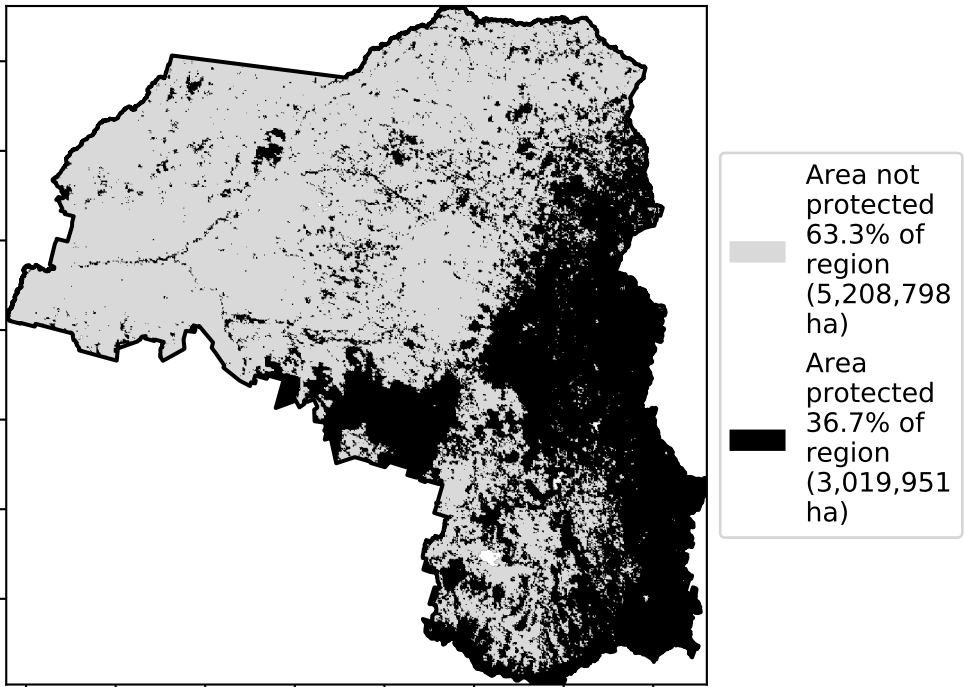 Area not
protected
63.3% of
region
(5,208,798
ha)
Area
protected
36.7% of
region
(3,019,951
ha)